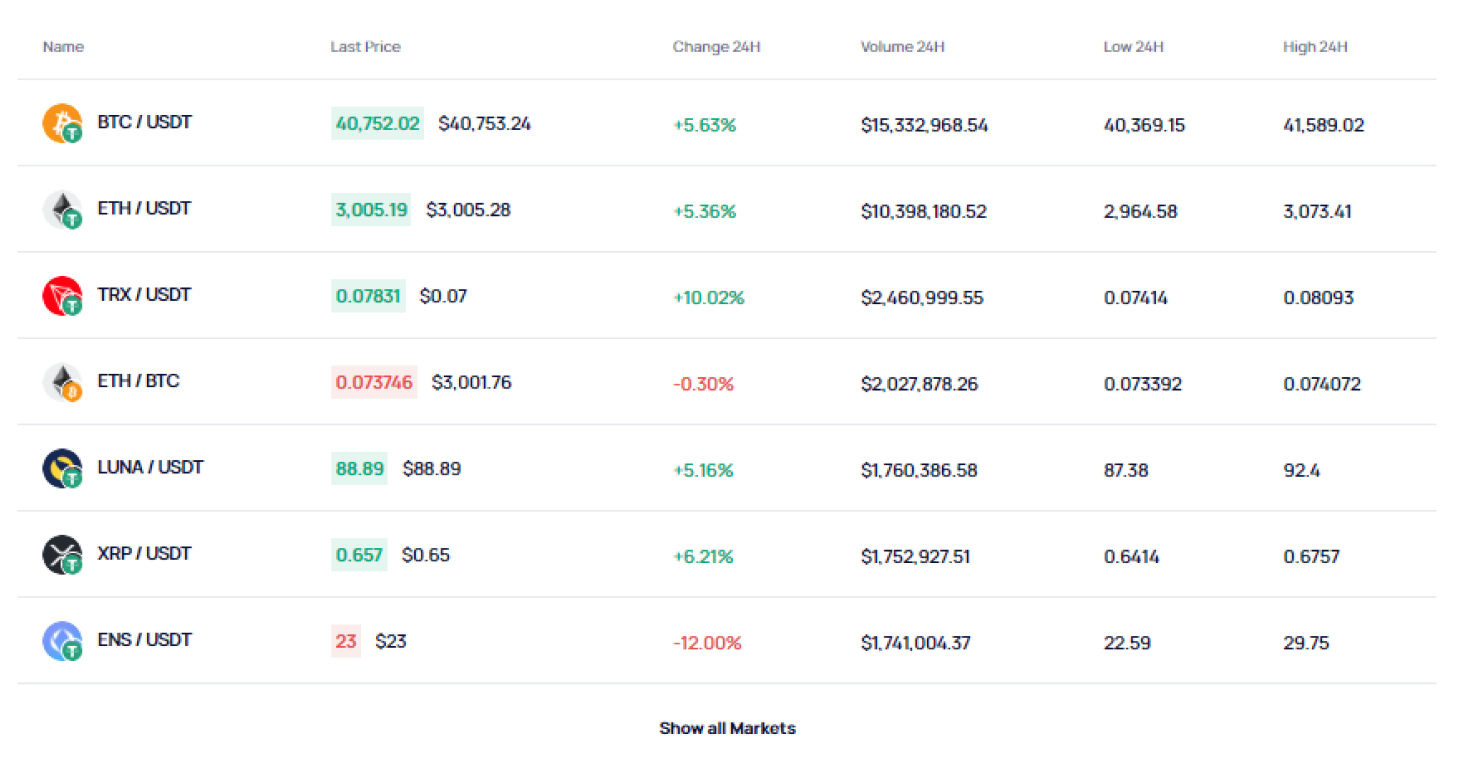 Name Last Price Change 24H Volume 24H Low 24H High 24H
BTC / USDT 40,752.02 $40,753.24 +5.63% $15,332,968.54 40,369.15 41,589.02
ETH / USDT 3,005.19 $3,005.28 +5.36% $10,398,180.52 2,964.58 3,073.41
TRX / USDT 0.07831 $0.07 +10.02% $2,460,999.55 0.07414 0.08093
ETH / BTC 0.073746 $3,001.76 -0.30% $2,027,878.26 0.073392 0.074072
LUNA / USDT 88.89 $88.89 +5.16% $1,760,386.58 87.38 92.4
XRP / USDT 0.657 $0.65 +6.21% $1,752,927.51 0.6414 0.6757
ENS / USDT 23 $23 -12.00% $1,741,004.37 22.59 29.75
Show all Markets